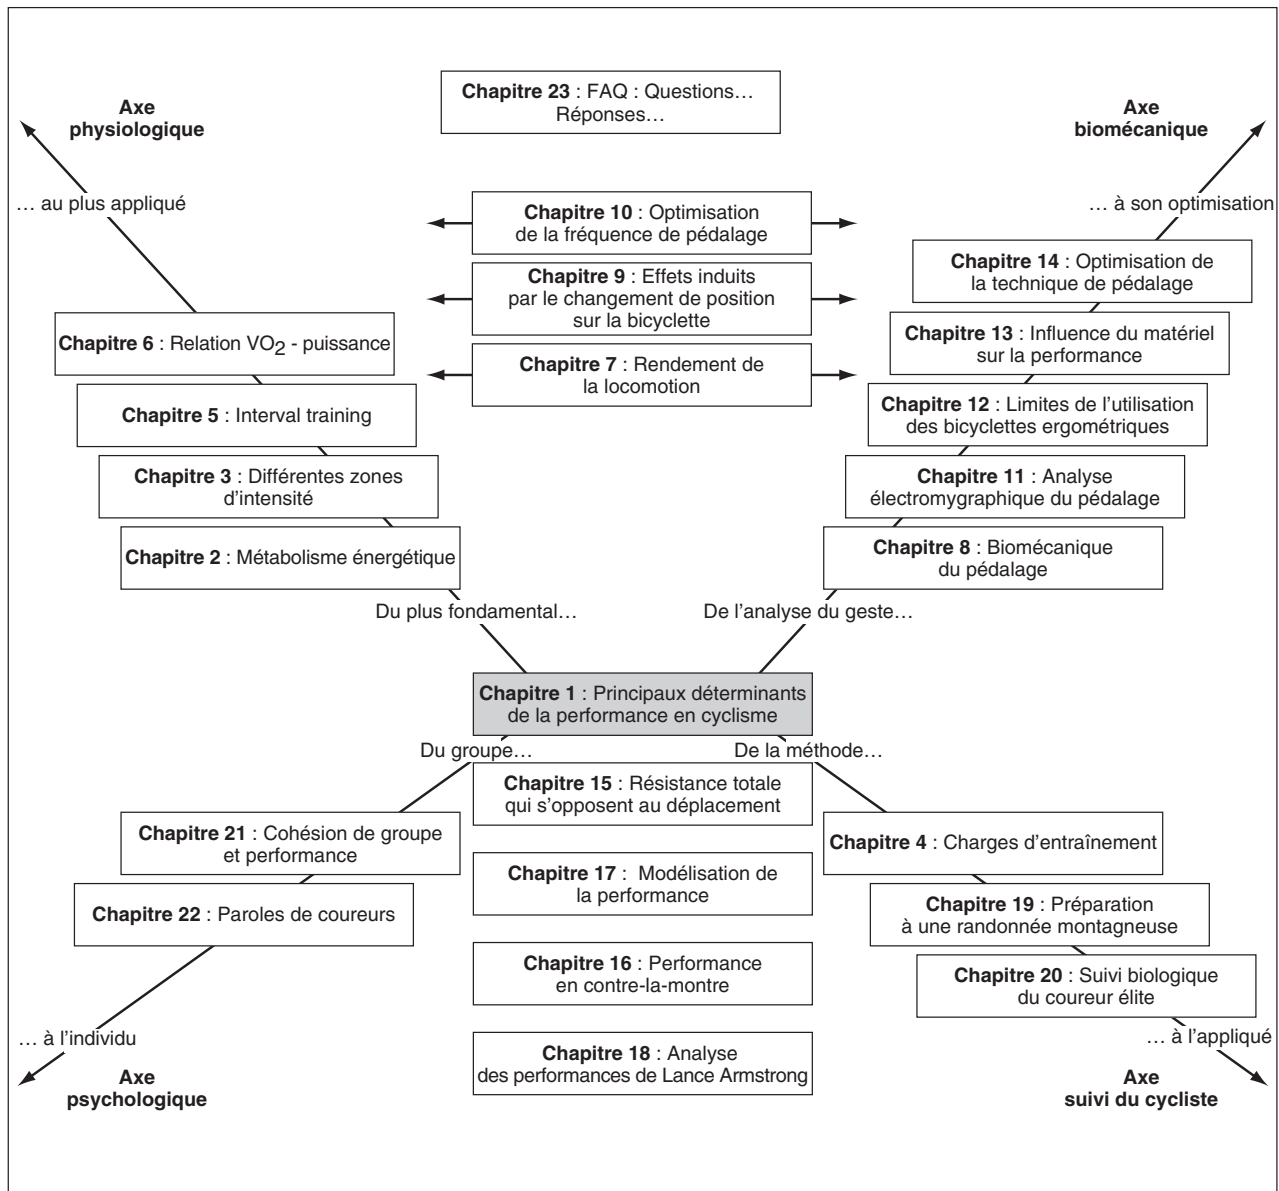 Chapitre 23 : FAQ : Questions…
Réponses…
Axe
physiologique
Axe
biomécanique
… au plus appliqué
… à son optimisation
Chapitre 10 : Optimisation
de la fréquence de pédalage
Chapitre 9 : Effets induits
par le changement de position
sur la bicyclette
Chapitre 7 : Rendement de
la locomotion
Chapitre 6 : Relation VO2 - puissance
Chapitre 5 : Interval training
Chapitre 3 : Différentes zones
d’intensité
Chapitre 2 : Métabolisme énergétique
Du plus fondamental…
Chapitre 14 : Optimisation de
la technique de pédalage
Chapitre 13 : Influence du matériel
sur la performance
Chapitre 12 : Limites de l’utilisation
des bicyclettes ergométriques
Chapitre 11 : Analyse
électromygraphique du pédalage
Chapitre 8 : Biomécanique
du pédalage
De l’analyse du geste…
Chapitre 1 : Principaux déterminants
de la performance en cyclisme
Du groupe…
De la méthode…
Chapitre 15 : Résistance totale
qui s'opposent au déplacement
Chapitre 21 : Cohésion de groupe
et performance
Chapitre 22 : Paroles de coureurs
Chapitre 17 : Modélisation de
la performance
Chapitre 16 : Performance
en contre-la-montre
Chapitre 18 : Analyse
des performances de Lance Armstrong
Chapitre 4 : Charges d’entraînement
Chapitre 19 : Préparation
à une randonnée montagneuse
Chapitre 20 : Suivi biologique
du coureur élite
… à l’individu
Axe
psychologique
… à l’appliqué
Axe
suivi du cycliste